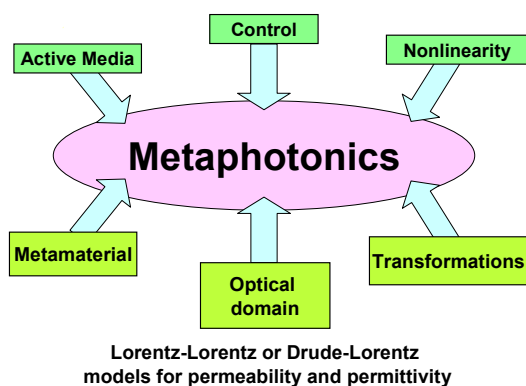 Control
Active Media
Nonlinearity
Metaphotonics
Metamaterial
Optical
domain
Transformations
Lorentz-Lorentz or Drude-Lorentz
models for permeability and permittivity